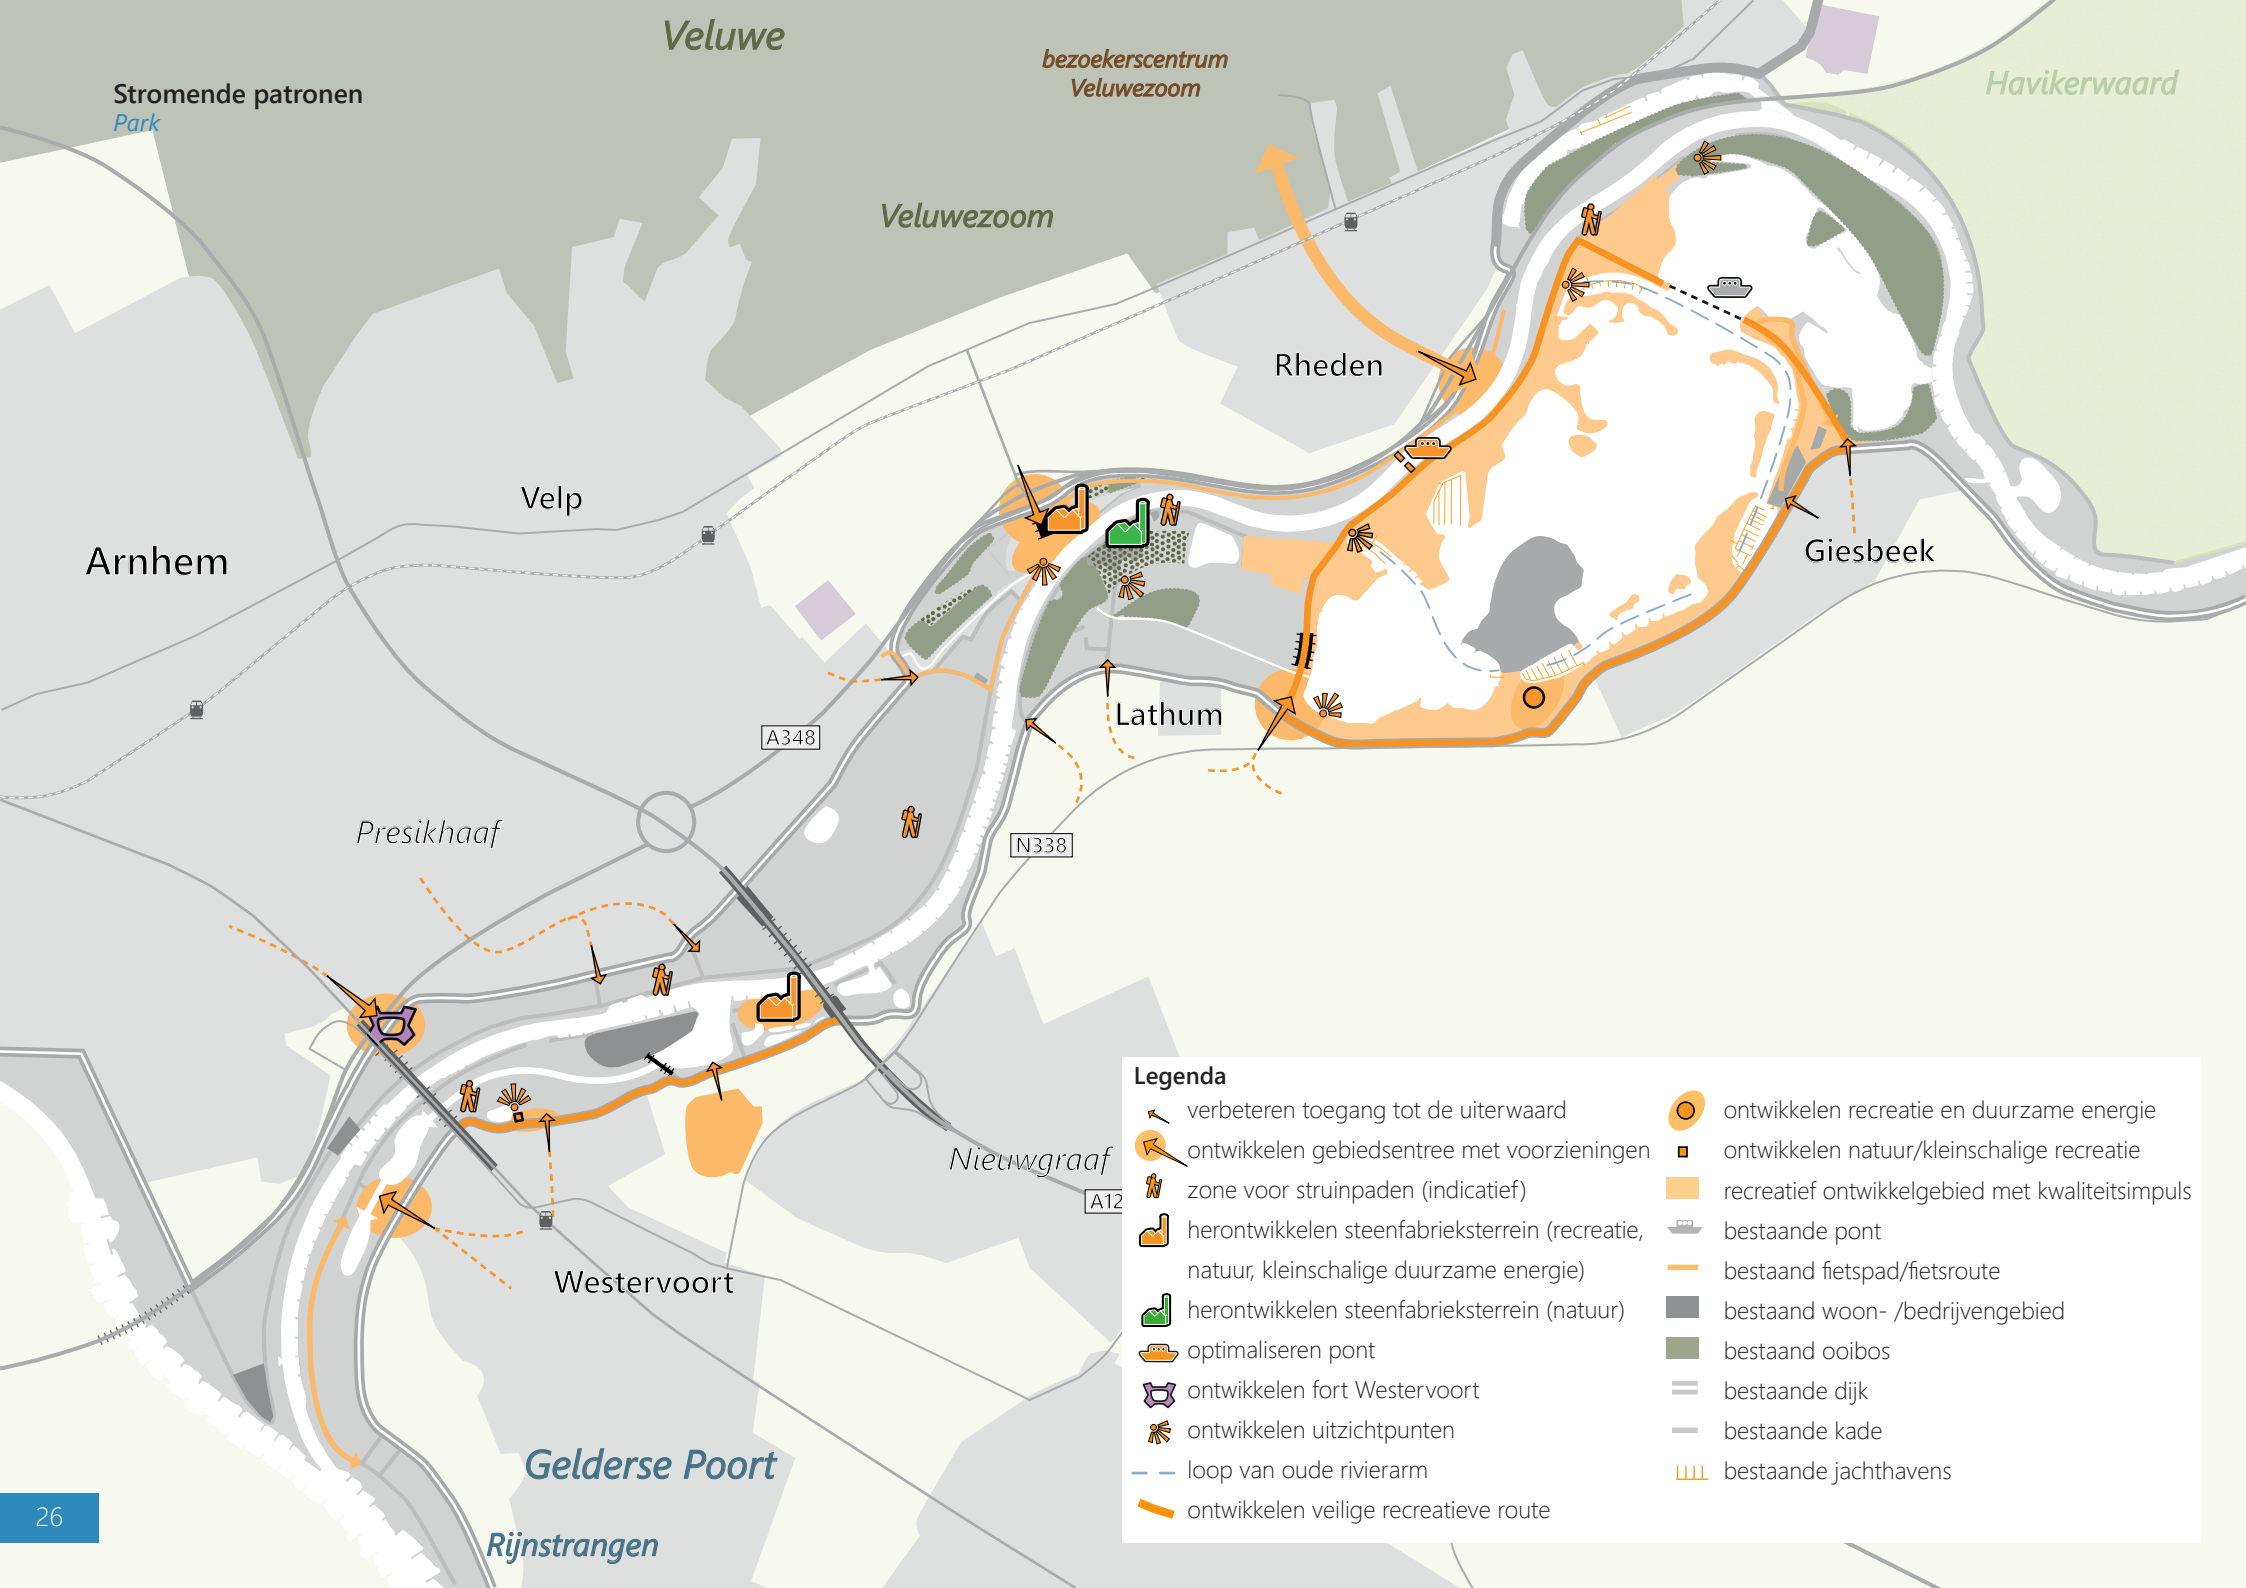 Veluwe
bezoekerscentrum
Veluwezoom
Havikerwaard
Stromende patronen
Park
Veluwezoom
Rheden
Velp
Arnhem
Giesbeek
Lathum
A348
Presikhaaf
N338
Nieuwgraaf
A12
Westervoort
Gelderse Poort
Rijnstrangen
26
Legenda
verbeteren toegang tot de uiterwaard
ontwikkelen gebiedsentree met voorzieningen
zone voor struinpaden (indicatief)
herontwikkelen steenfabrieksterrein (recreatie,
natuur, kleinschalige duurzame energie)
herontwikkelen steenfabrieksterrein (natuur)
optimaliseren pont
ontwikkelen fort Westervoort
ontwikkelen uitzichtpunten
loop van oude rivierarm
ontwikkelen veilige recreatieve route
ontwikkelen recreatie en duurzame energie
ontwikkelen natuur/kleinschalige recreatie
recreatief ontwikkelgebied met kwaliteitsimpuls
bestaande pont
bestaand fietspad/fietsroute
bestaand woon- /bedrijvengebied
bestaand ooibos
bestaande dijk
bestaande kade
bestaande jachthavens